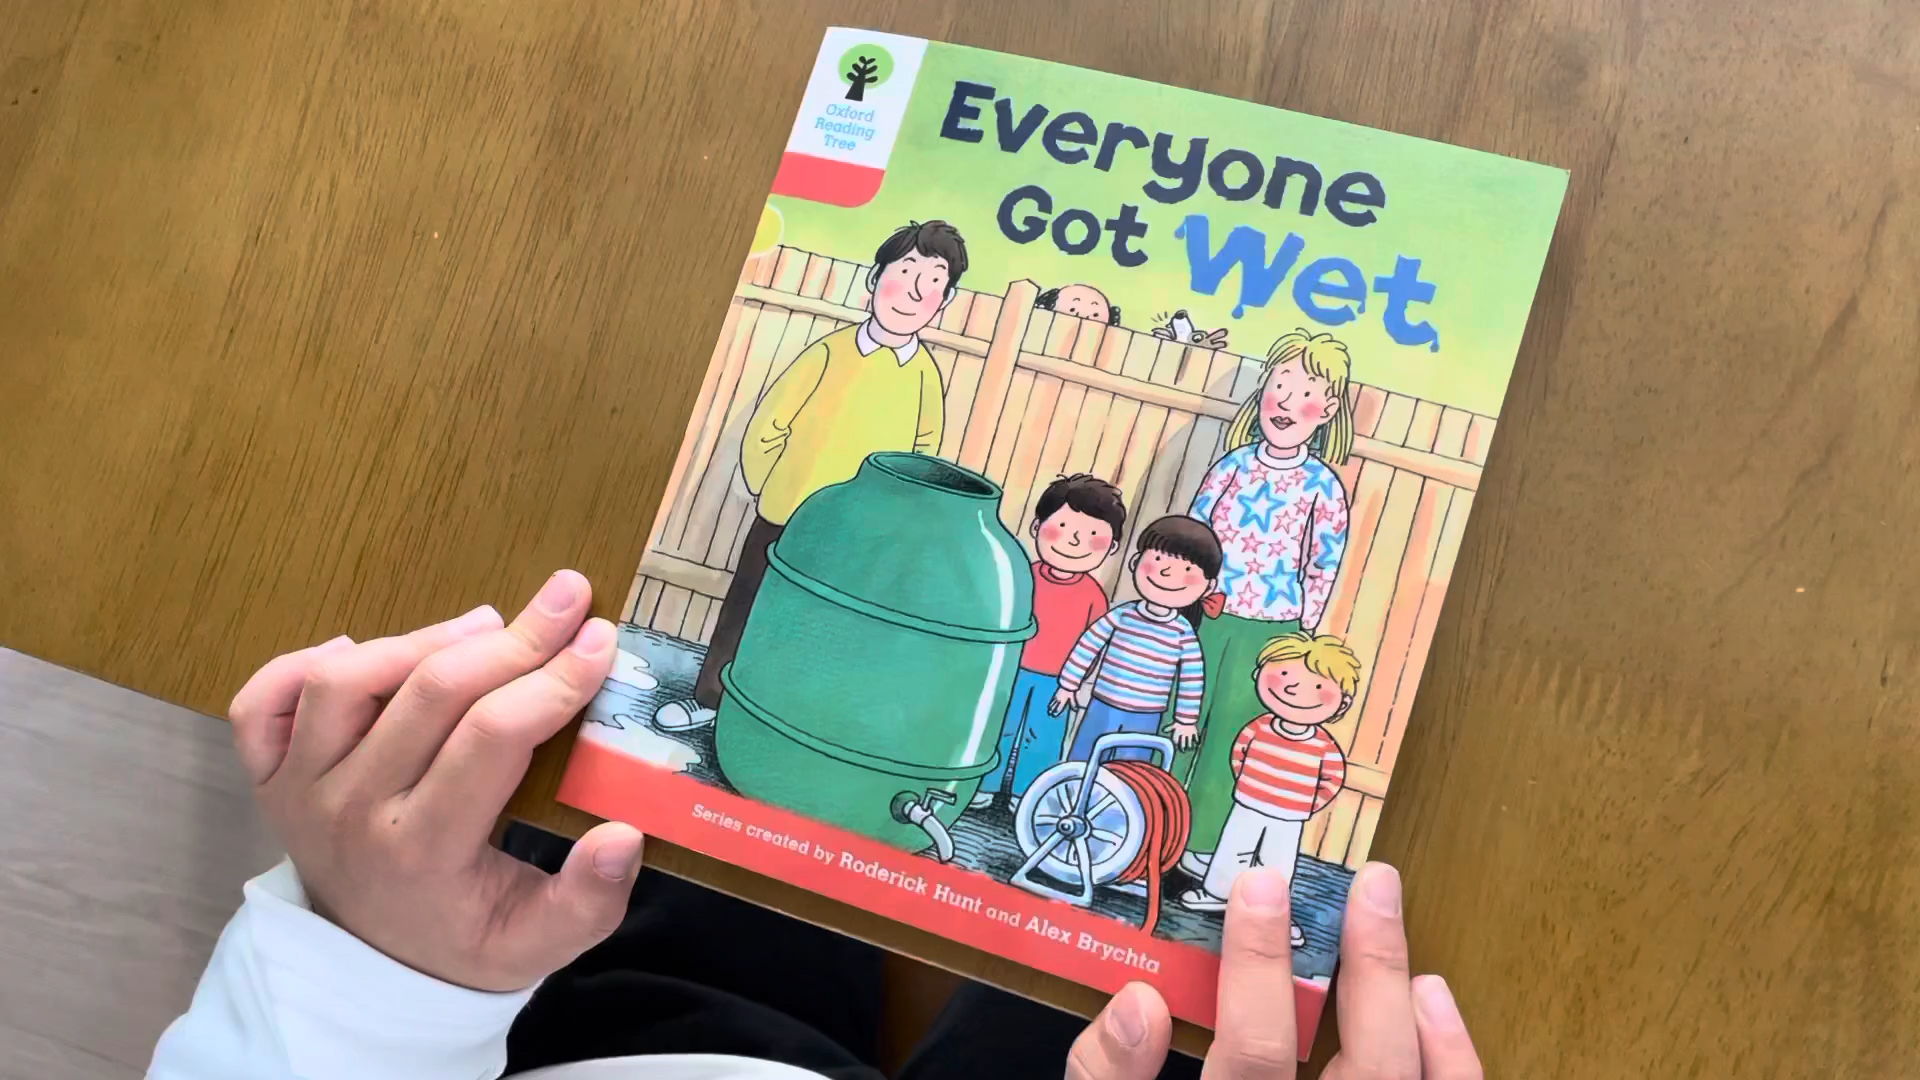 Oxford
Reading
Tree
Everyone
Got Wet
Series created by Roderick Hunt and Alex Brychta